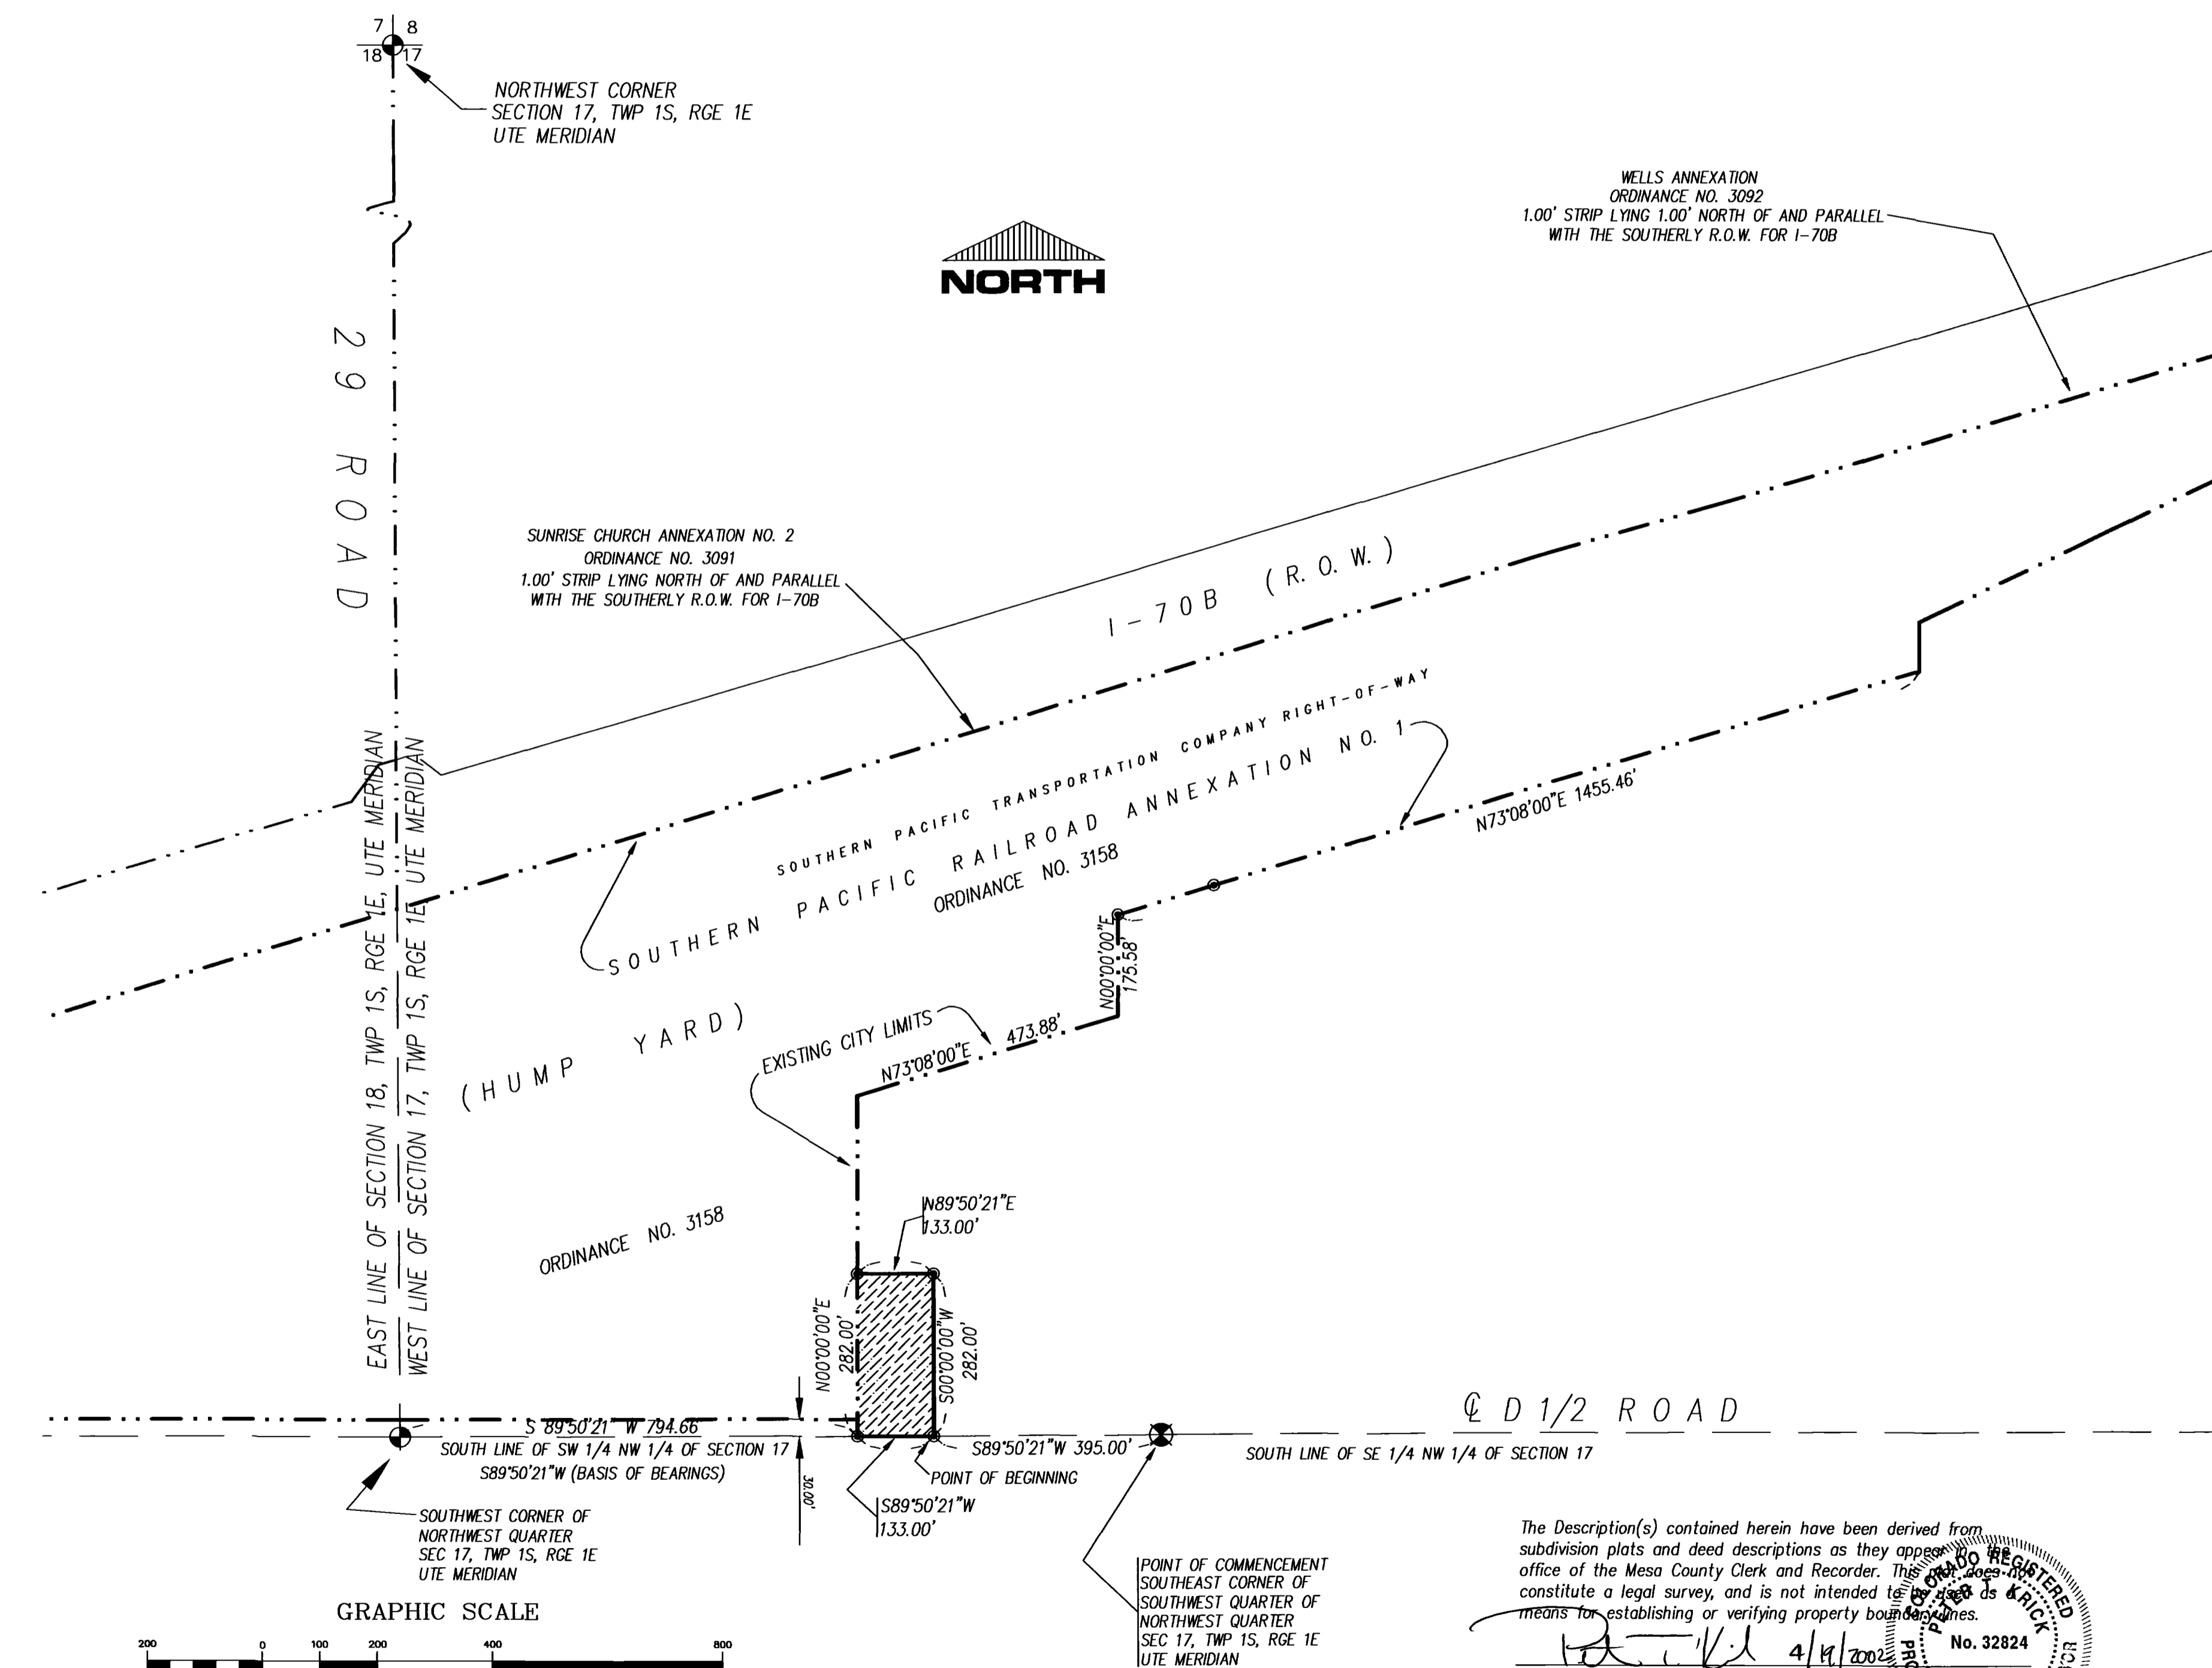 7 8
18 17
NORTHWEST CORNER
SECTION 17, TWP 1S, RGE 1E
UTE MERIDIAN
NORTH
WELLS ANNEXATION
ORDINANCE NO. 3092
1.00' STRIP LYING 1.00' NORTH OF AND PARALLEL
WITH THE SOUTHERLY R.O.W. FOR I-70B
29 ROAD
SUNRISE CHURCH ANNEXATION NO. 2
ORDINANCE NO. 3091
1.00' STRIP LYING NORTH OF AND PARALLEL
WITH THE SOUTHERLY R.O.W. FOR I-70B
I-70B (R.O.W.)
SOUTHERN PACIFIC TRANSPORTATION COMPANY RIGHT-OF-WAY
SOUTHERN PACIFIC RAILROAD ANNEXATION NO. 1
ORDINANCE NO. 3158
N73°08'00"E 1455.46'
EAST LINE OF SECTION 18, TWP 1S, RGE 1E, UTE MERIDIAN
WEST LINE OF SECTION 17, TWP 1S, RGE 1E, UTE MERIDIAN
N00°00'00"E
175.58'
(HUMP YARD)
EXISTING CITY LIMITS
N73°08'00"E 473.88'
ORDINANCE NO. 3158
N89°50'21"E
133.00'
N00°00'00"E
282.00'
S00°00'00"W
282.00'
℄ D 1/2 ROAD
S 89°50'21" W 794.66'
SOUTH LINE OF SW 1/4 NW 1/4 OF SECTION 17
S89°50'21"W (BASIS OF BEARINGS)
S89°50'21"W 395.00'
SOUTH LINE OF SE 1/4 NW 1/4 OF SECTION 17
POINT OF BEGINNING
30.00'
S89°50'21"W
133.00'
SOUTHWEST CORNER OF
NORTHWEST QUARTER
SEC 17, TWP 1S, RGE 1E
UTE MERIDIAN
POINT OF COMMENCEMENT
SOUTHEAST CORNER OF
SOUTHWEST QUARTER OF
NORTHWEST QUARTER
SEC 17, TWP 1S, RGE 1E
UTE MERIDIAN
The Description(s) contained herein have been derived from
subdivision plats and deed descriptions as they appear in the
office of the Mesa County Clerk and Recorder. This plat does not
constitute a legal survey, and is not intended to be used as a
means for establishing or verifying property boundary lines.
4/19/2002
COLORADO REGISTERED
PETER T. KRICK
No. 32824
GRAPHIC SCALE
200 0 100 200 400 800